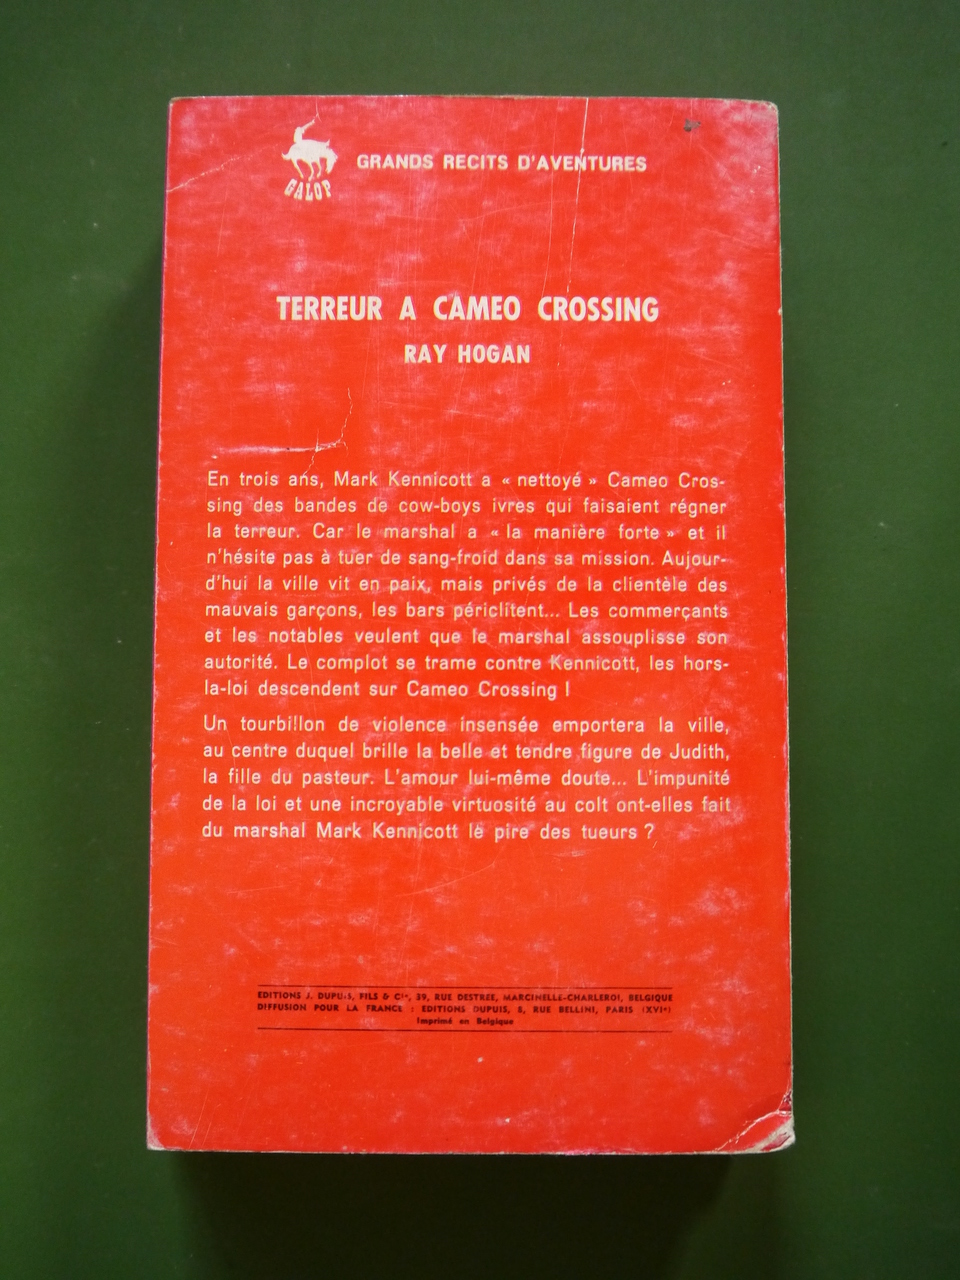 GALOP
GRANDS RECITS D'AVENTURES
TERREUR A CAMEO CROSSING
RAY HOGAN
En trois ans, Mark Kennicott a « nettoyé » Cameo Cros-
sing des bandes de cow-boys ivres qui faisaient régner
la terreur. Car le marshal a « la manière forte » et il
n'hésite pas à tuer de sang-froid dans sa mission. Aujour-
d'hui la ville vit en paix, mais privés de la clientèle des
mauvais garçons, les bars périclitent... Les commerçants
et les notables veulent que le marshal assouplisse son
autorité. Le complot se trame contre Kennicott, les hors-
la-loi descendent sur Cameo Crossing !
Un tourbillon de violence insensée emportera la ville,
au centre duquel brille la belle et tendre figure de Judith,
la fille du pasteur. L'amour lui-même doute... L'impunité
de la loi et une incroyable virtuosité au colt ont-elles fait
du marshal Mark Kennicott le pire des tueurs ?
EDITIONS J. DUPUIS, FILS & Cie, 39, RUE DESTREE, MARCINELLE-CHARLEROI, BELGIQUE
DIFFUSION POUR LA FRANCE : EDITIONS DUPUIS, 5, RUE BELLINI, PARIS (XVIe)
Imprimé en Belgique